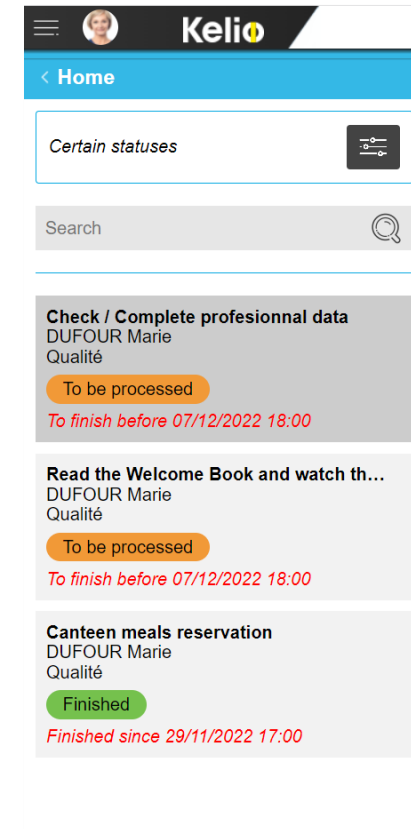 Kelio
< Home
Certain statuses
Search
Check / Complete profesionnal data
DUFOUR Marie
Qualité
To be processed
To finish before 07/12/2022 18:00
Read the Welcome Book and watch th...
DUFOUR Marie
Qualité
To be processed
To finish before 07/12/2022 18:00
Canteen meals reservation
DUFOUR Marie
Qualité
Finished
Finished since 29/11/2022 17:00